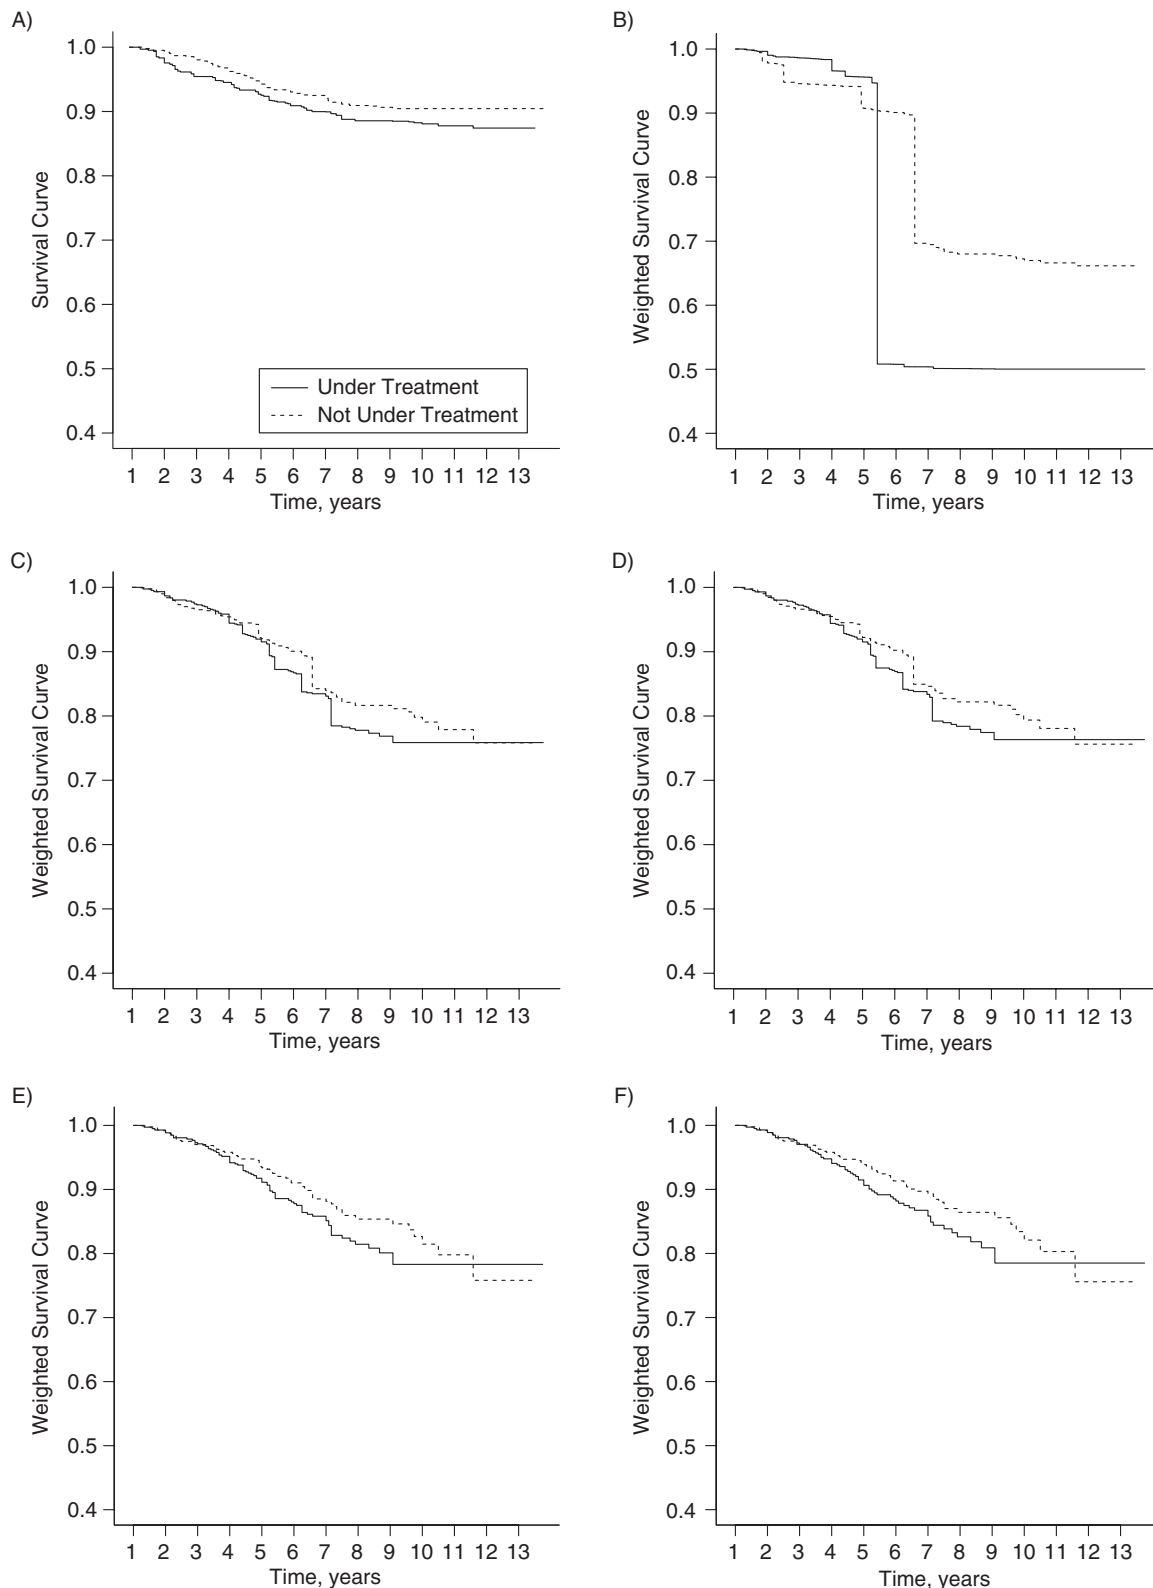 A)
1.0
0.9
0.8
0.7
0.6
0.5
0.4
Survival Curve
Under Treatment
Not Under Treatment
1 2 3 4 5 6 7 8 9 10 11 12 13
Time, years
B)
1.0
0.9
0.8
0.7
0.6
0.5
0.4
Weighted Survival Curve
1 2 3 4 5 6 7 8 9 10 11 12 13
Time, years
C)
1.0
0.9
0.8
0.7
0.6
0.5
0.4
Weighted Survival Curve
1 2 3 4 5 6 7 8 9 10 11 12 13
Time, years
D)
1.0
0.9
0.8
0.7
0.6
0.5
0.4
Weighted Survival Curve
1 2 3 4 5 6 7 8 9 10 11 12 13
Time, years
E)
1.0
0.9
0.8
0.7
0.6
0.5
0.4
Weighted Survival Curve
1 2 3 4 5 6 7 8 9 10 11 12 13
Time, years
F)
1.0
0.9
0.8
0.7
0.6
0.5
0.4
Weighted Survival Curve
1 2 3 4 5 6 7 8 9 10 11 12 13
Time, years